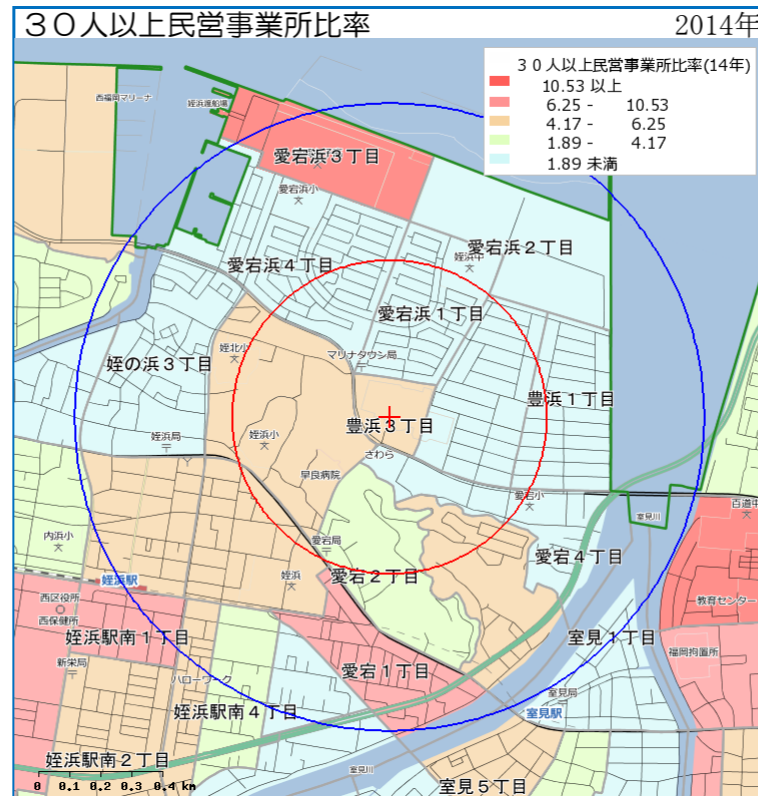 ３０人以上民営事業所比率
2014年
３０人以上民営事業所比率(14年)
10.53 以上
6.25 - 10.53
4.17 - 6.25
1.89 - 4.17
1.89 未満
西福岡マリーナ
姪浜渡船場
愛宕浜３丁目
愛宕浜小
愛宕浜２丁目
姪浜中
愛宕浜４丁目
愛宕浜１丁目
マリナタウン局
姪北小
姪の浜３丁目
豊浜１丁目
豊浜３丁目
姪浜局
姪浜小
さわら
早良病院
愛宕小
室見川
百道中
内浜小
愛宕局
愛宕４丁目
姪浜駅
姪浜
愛宕２丁目
教育センター
西区役所
西保健所
姪浜駅南１丁目
室見１丁目
福岡拘置所
新栄局
ハローワーク
愛宕１丁目
室見局
姪浜駅南４丁目
室見駅
姪浜駅南２丁目
室見川
室見５丁目
0 0.1 0.2 0.3 0.4 km